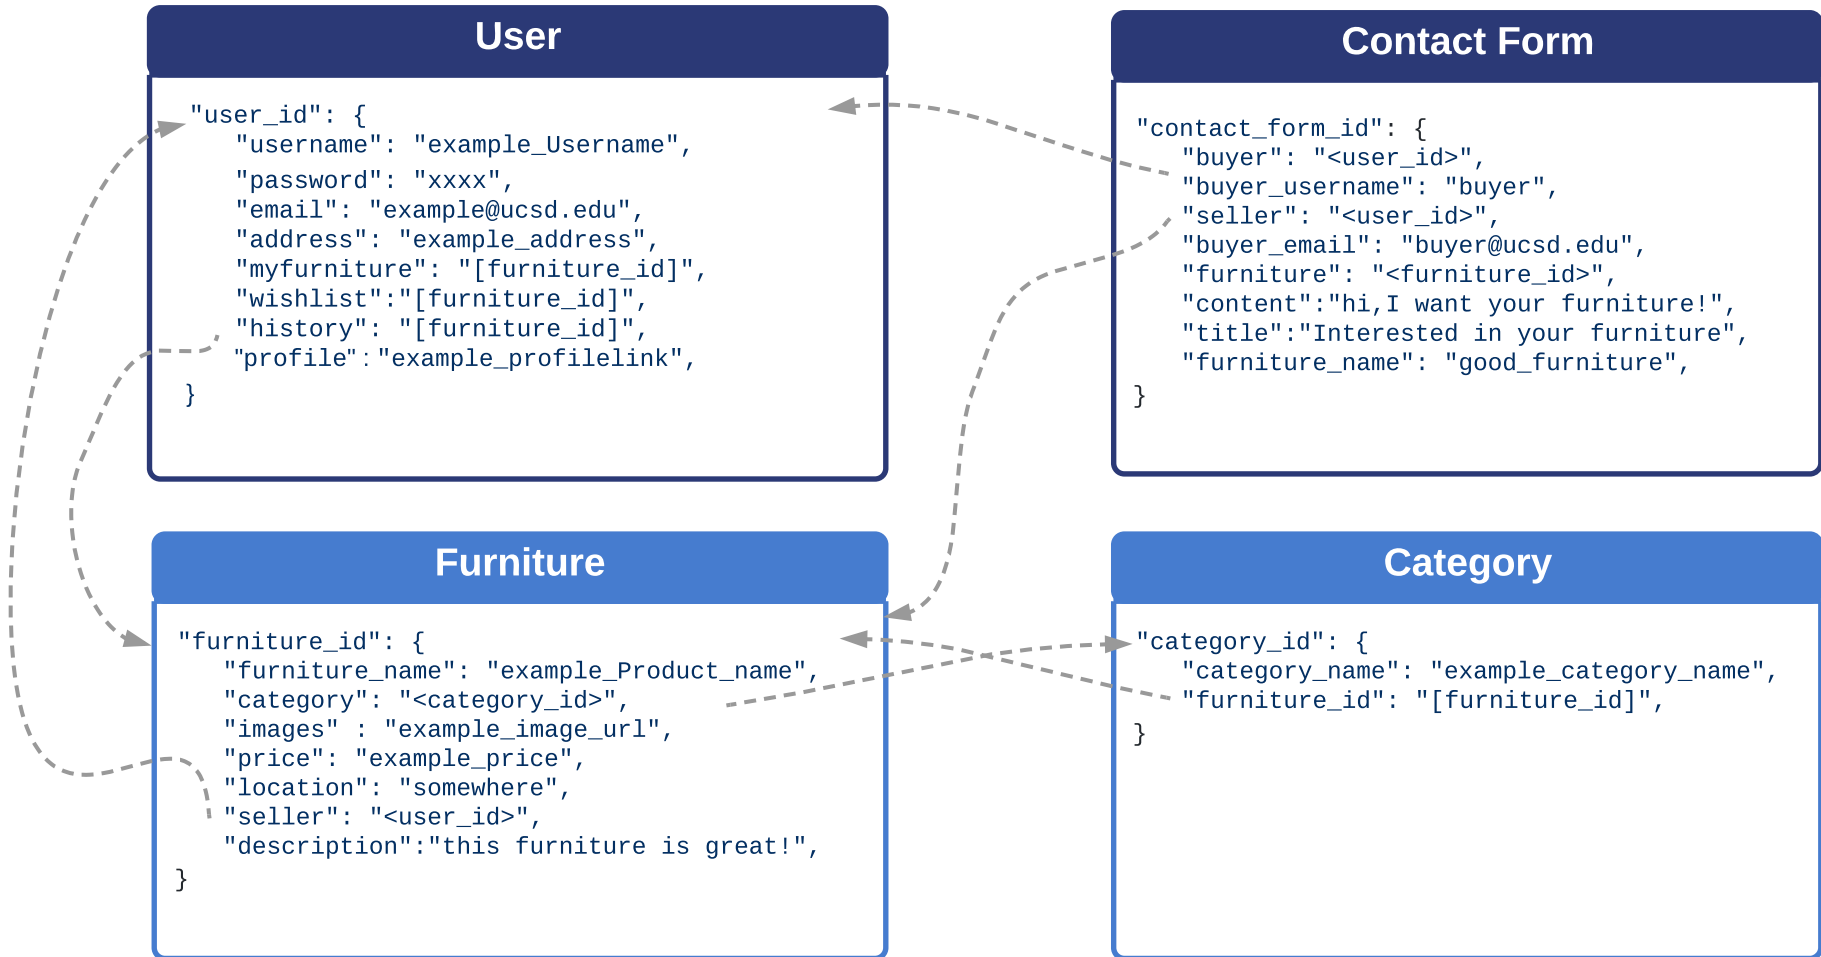 User
"user_id": {
"username": "example_Username",
"password": "xxxx",
"email": "example@ucsd.edu",
"address": "example_address",
"myfurniture": "[furniture_id]",
"wishlist":"[furniture_id]",
"history": "[furniture_id]",
"profile":"example_profilelink",
}
Contact Form
"contact_form_id": {
"buyer": "<user_id>",
"buyer_username": "buyer",
"seller": "<user_id>",
"buyer_email": "buyer@ucsd.edu",
"furniture": "<furniture_id>",
"content":"hi,I want your furniture!",
"title":"Interested in your furniture",
"furniture_name": "good_furniture",
}
Furniture
"furniture_id": {
"furniture_name": "example_Product_name",
"category": "<category_id>",
"images" : "example_image_url",
"price": "example_price",
"location": "somewhere",
"seller": "<user_id>",
"description":"this furniture is great!",
}
Category
"category_id": {
"category_name": "example_category_name",
"furniture_id": "[furniture_id]",
}